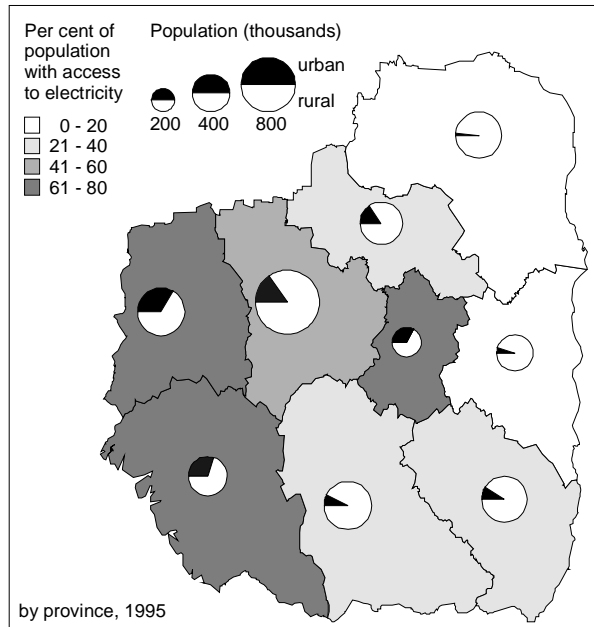 Per cent of
population
with access
to electricity
0 - 20
21 - 40
41 - 60
61 - 80
Population (thousands)
urban
rural
200 400 800
by province, 1995